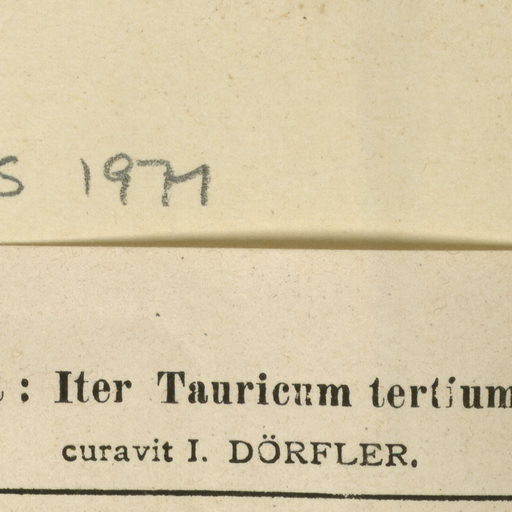 S 1971
: Iter Tauricum tertium
curavit I. DÖRFLER.